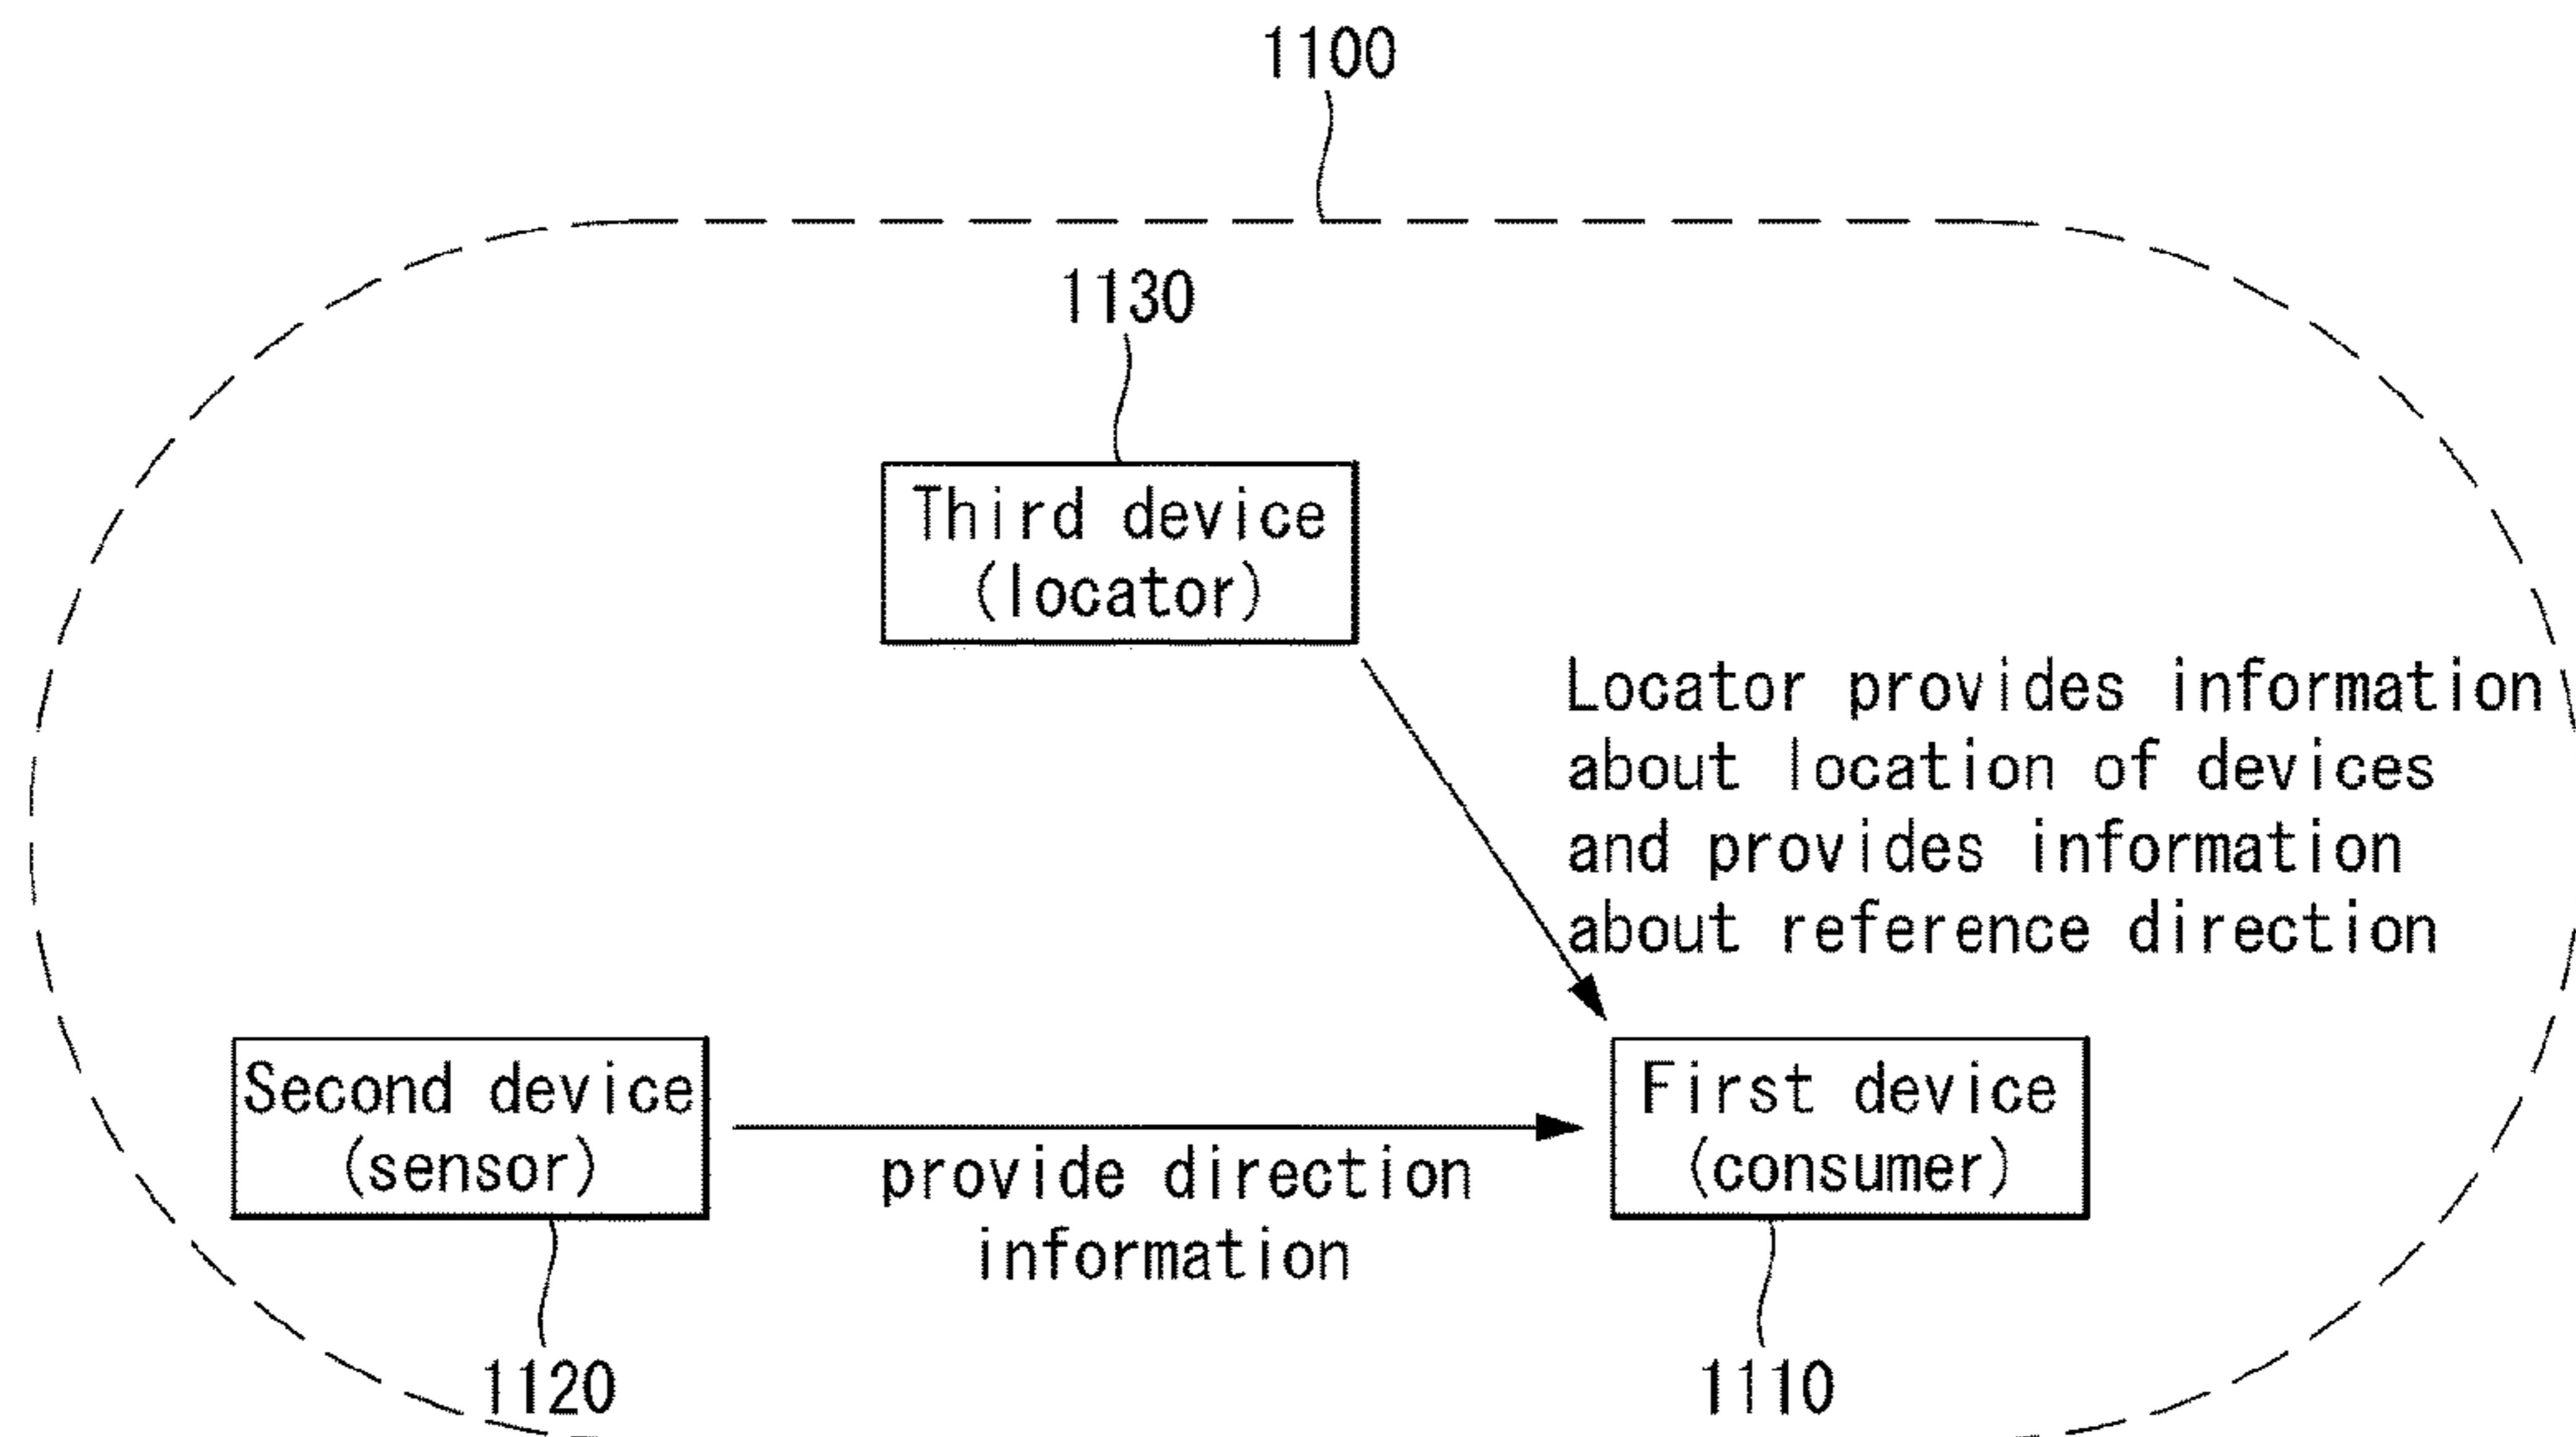 1100
1130
Third device
(locator)
Locator provides information
about location of devices
and provides information
about reference direction
Second device
(sensor)
provide direction
information
First device
(consumer)
1120
1110